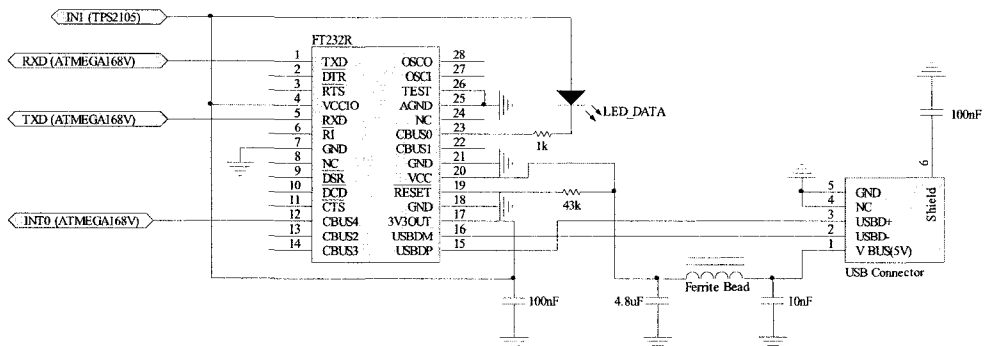 IN1 (TPS2105)
FT232R
RXD (ATMEGA168V)
TXD (ATMEGA168V)
INT0 (ATMEGA168V)
1 TXD OSCO 28
2 DTR OSCI 27
3 RTS TEST 26
4 VCCIO AGND 25
5 RXD NC 24
6 RI CBUS0 23
7 GND CBUS1 22
8 NC GND 21
9 DSR VCC 20
10 DCD RESET 19
11 CTS GND 18
12 CBUS4 3V3OUT 17
13 CBUS2 USBDM 16
14 CBUS3 USBDP 15
LED_DATA
1k
43k
100nF
4.8uF
Ferrite Bead
10nF
100nF
6
Shield
5 GND
4 NC
3 USBD+
2 USBD-
1 V BUS(5V)
USB Connector